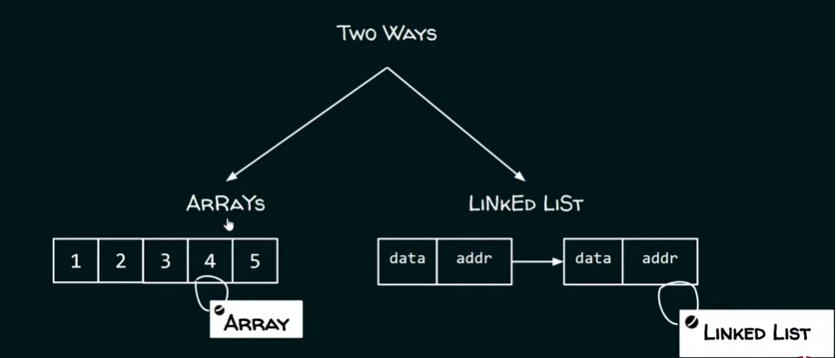 Two Ways
Arrays
Linked List
1 2 3 4 5
data addr data addr
Array
Linked List